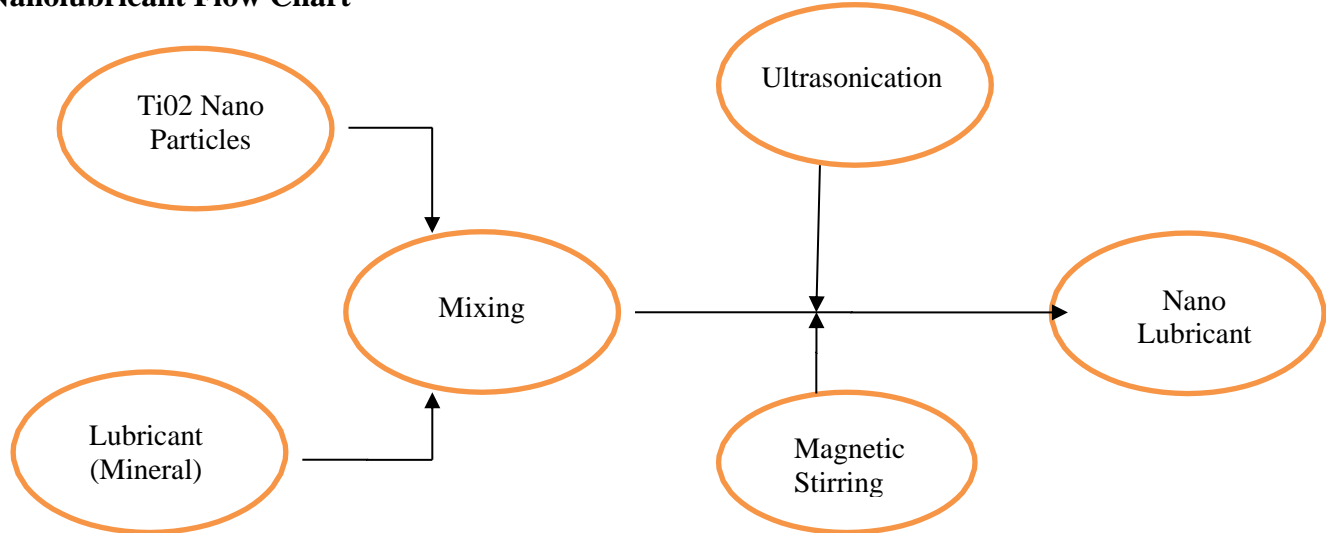 Nanolubricant Flow Chart
Ti02 Nano
Particles
Ultrasonication
Mixing
Nano
Lubricant
Lubricant
(Mineral)
Magnetic
Stirring